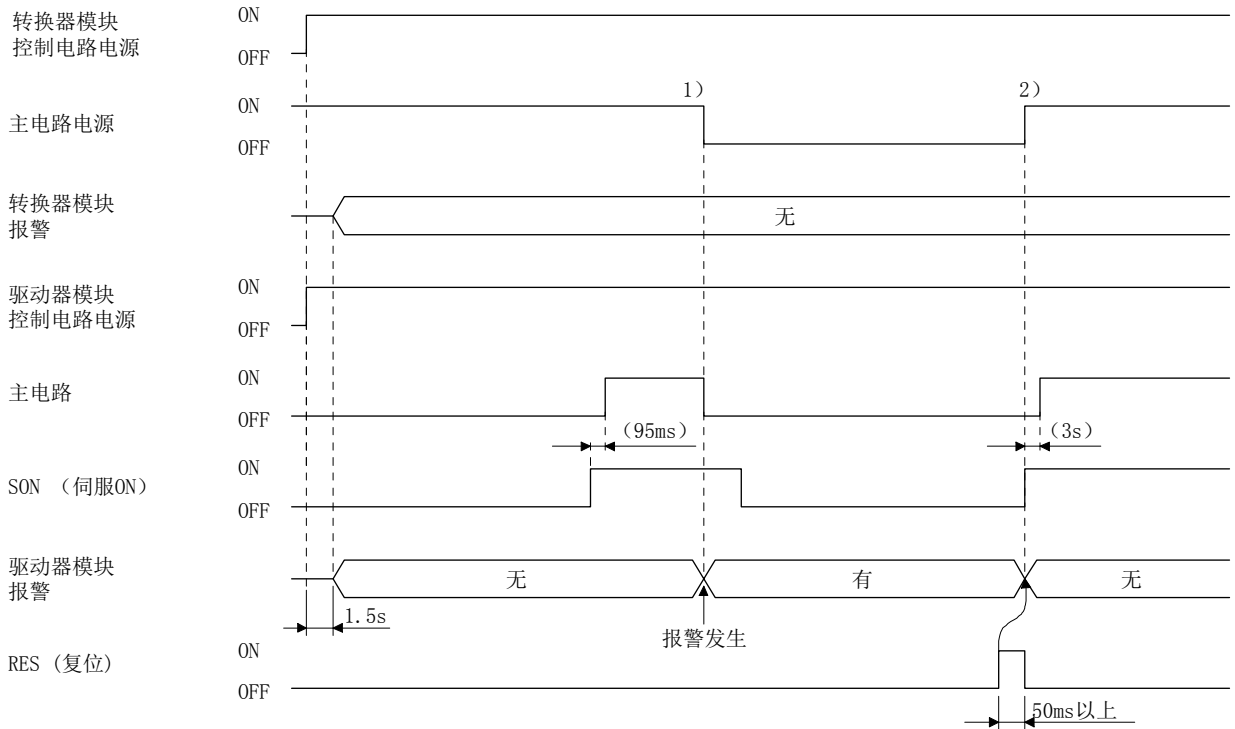 转换器模块
控制电路电源
ON
OFF
主电路电源
ON
OFF
1)
2)
转换器模块
报警
无
驱动器模块
控制电路电源
ON
OFF
主电路
ON
OFF
(95ms)
(3s)
SON (伺服ON)
ON
OFF
驱动器模块
报警
无
有
无
1.5s
报警发生
RES (复位)
ON
OFF
50ms以上